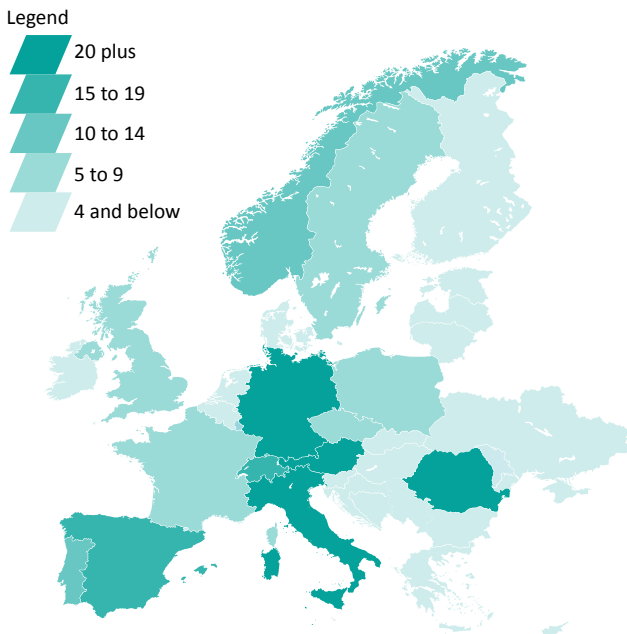 Legend
20 plus
15 to 19
10 to 14
5 to 9
4 and below